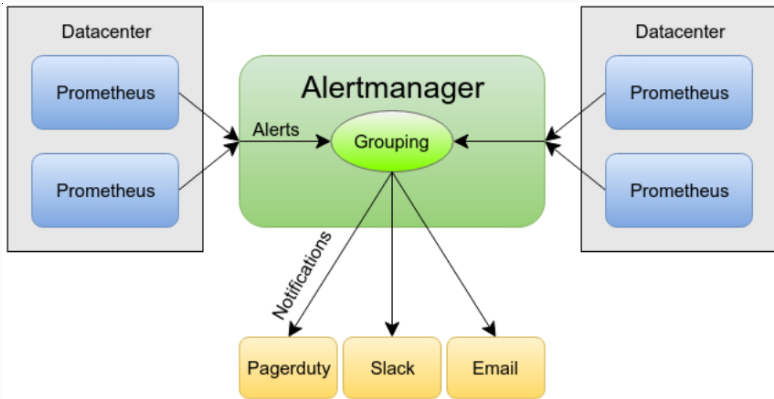 Datacenter
Prometheus
Prometheus
Alertmanager
Alerts
Grouping
Notifications
Datacenter
Prometheus
Prometheus
Pagerduty
Slack
Email